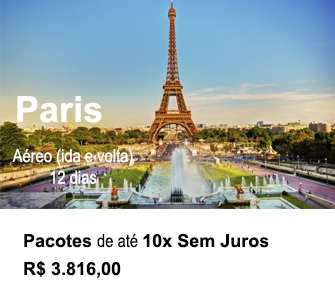 Paris
Aéreo (ida e volta)
12 dias
Pacotes de até 10x Sem Juros
R$ 3.816,00